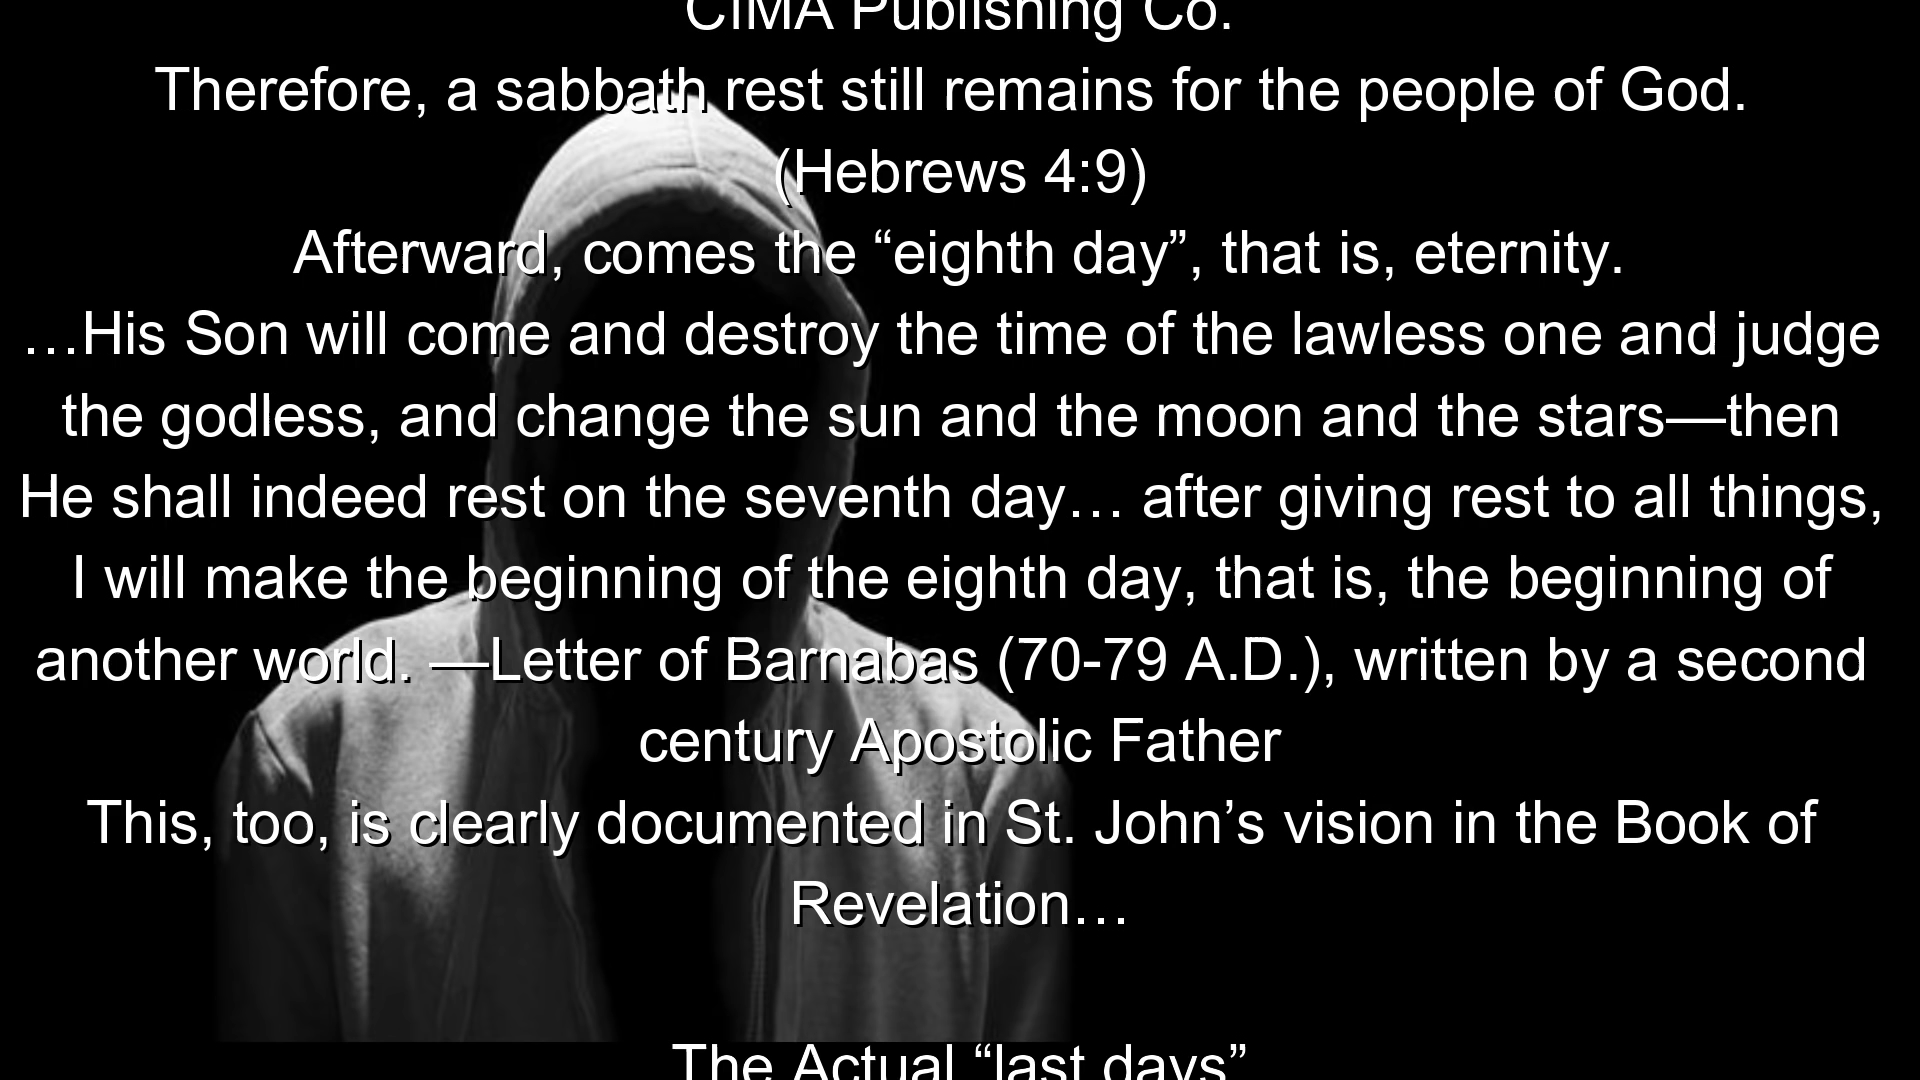 CIMA Publishing Co.
Therefore, a sabbath rest still remains for the people of God.
(Hebrews 4:9)
Afterward, comes the “eighth day”, that is, eternity.
…His Son will come and destroy the time of the lawless one and judge
the godless, and change the sun and the moon and the stars—then
He shall indeed rest on the seventh day… after giving rest to all things,
I will make the beginning of the eighth day, that is, the beginning of
another world. —Letter of Barnabas (70-79 A.D.), written by a second
century Apostolic Father
This, too, is clearly documented in St. John’s vision in the Book of
Revelation…
The Actual “last days”